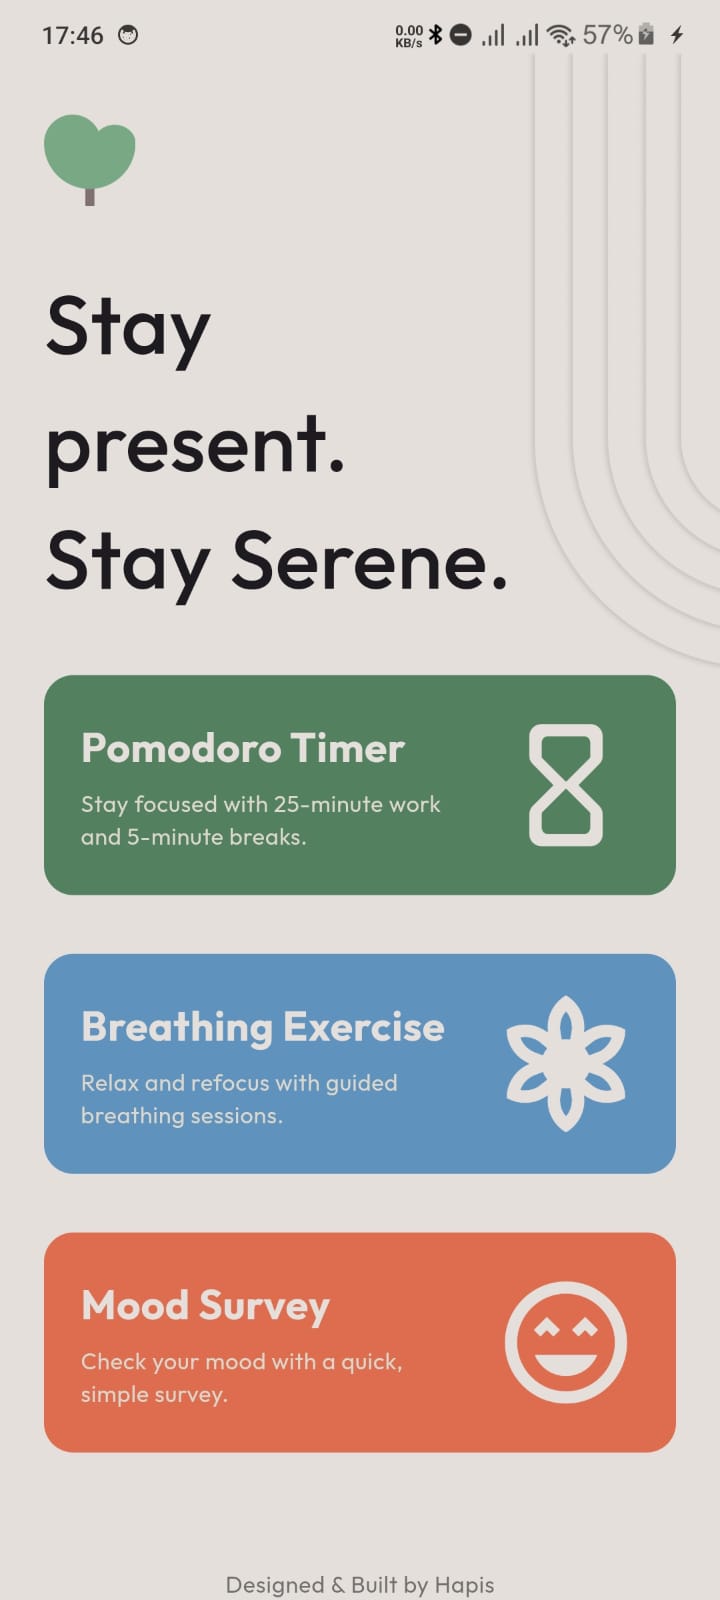 17:46
0.00
KB/s
57%
Stay
present.
Stay Serene.
Pomodoro Timer
Stay focused with 25-minute work
and 5-minute breaks.
Breathing Exercise
Relax and refocus with guided
breathing sessions.
Mood Survey
Check your mood with a quick,
simple survey.
Designed & Built by Hapis